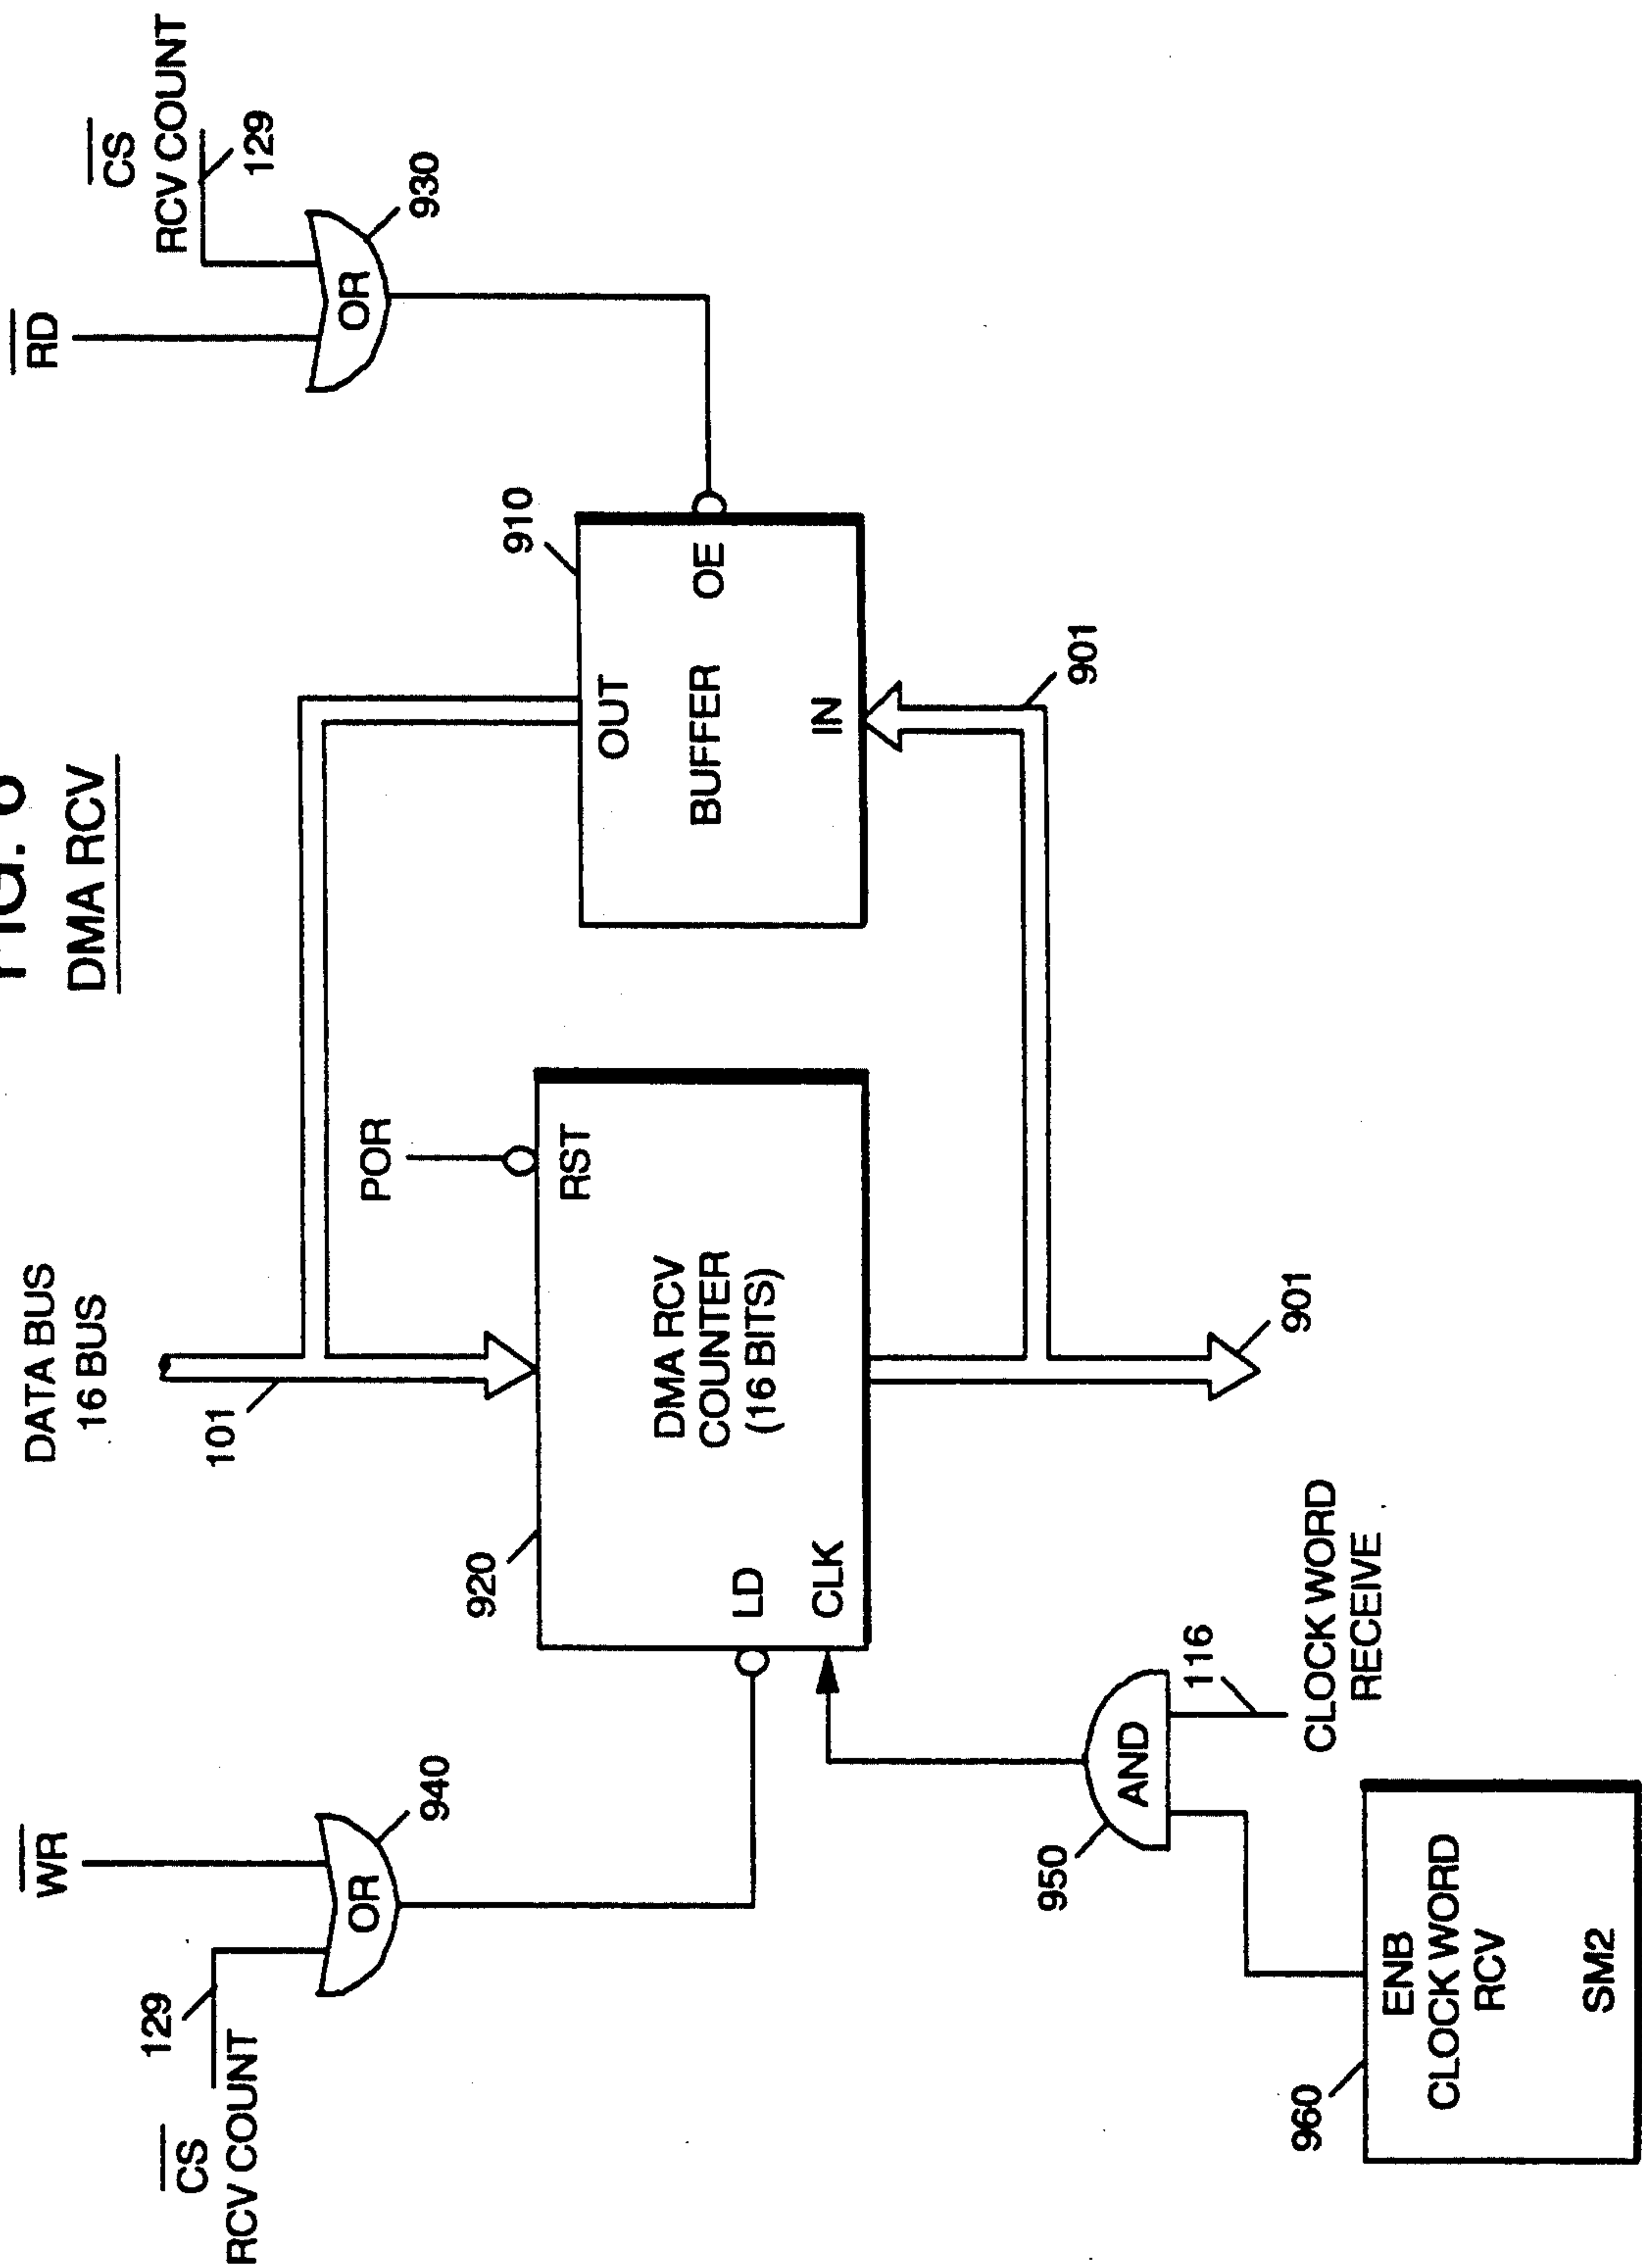 FIG. 6
DMA RCV
DATA BUS
16 BUS
101
WR
CS
RCV COUNT
129
OR
940
920
POR
RST
LD
CLK
DMA RCV
COUNTER
(16 BITS)
RD
CS
RCV COUNT
129
OR
930
910
OUT
BUFFER
OE
IN
901
901
AND
950
116
CLOCK WORD
RECEIVE
960
ENB
CLOCK WORD
RCV
SM2